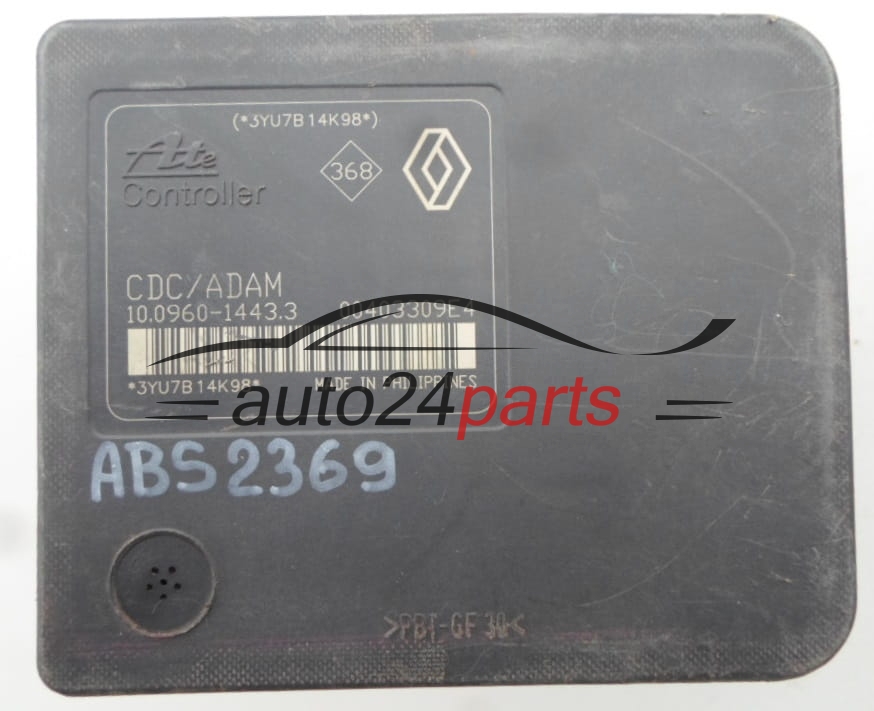 (*3YU7B14K98*)
Ate
368
Controller
CDC/ADAM
10.0960-1443.3 00403309E4
*3YU7B14K98* MADE IN PHILIPPINES
auto24parts
ABS2369
>PBT-GF30<